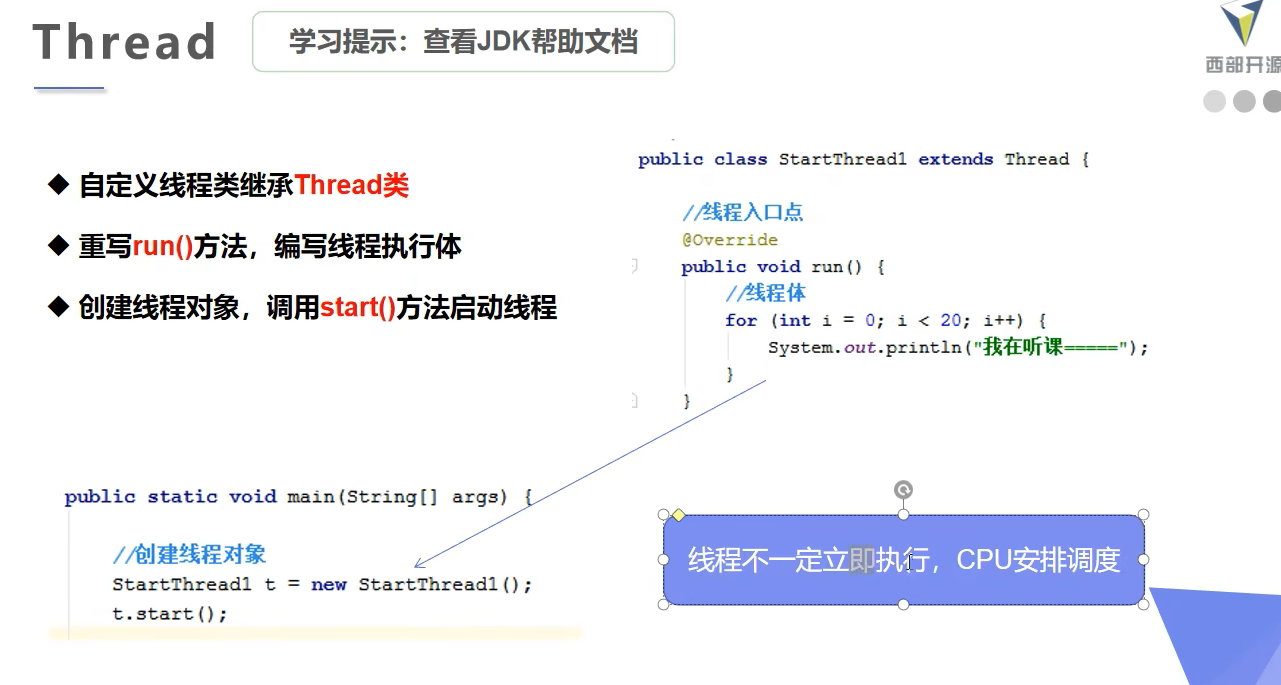 Thread
学习提示：查看JDK帮助文档
西部开源
◆ 自定义线程类继承Thread类
◆ 重写run()方法，编写线程执行体
◆ 创建线程对象，调用start()方法启动线程
public class StartThread1 extends Thread {
//线程入口点
@Override
public void run() {
//线程体
for (int i = 0; i < 20; i++) {
System.out.println("我在听课=====");
}
}
public static void main(String[] args) {
//创建线程对象
StartThread1 t = new StartThread1();
t.start();
线程不一定立即执行，CPU安排调度